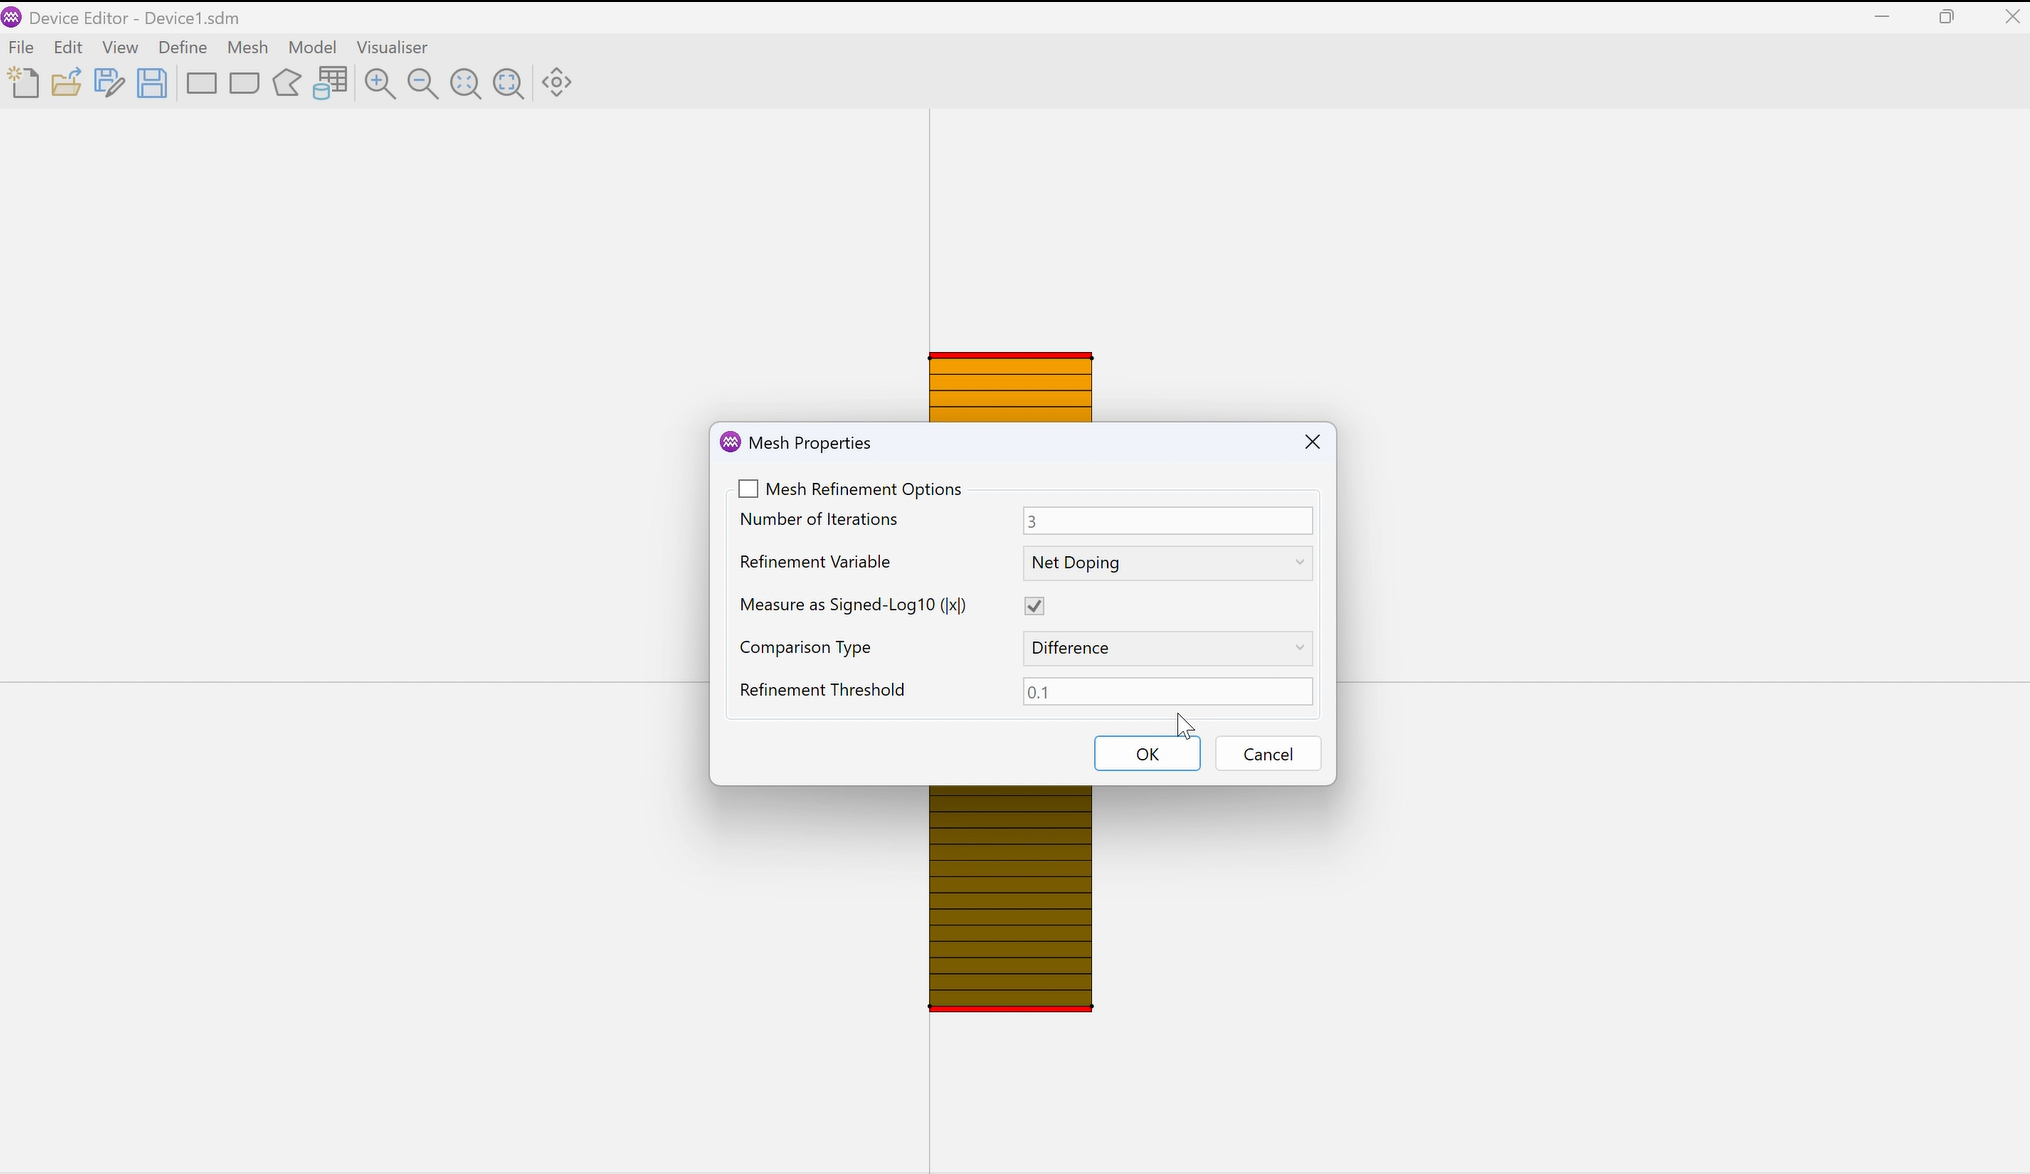 Device Editor - Device1.sdm
File Edit View Define Mesh Model Visualiser
Mesh Properties
Mesh Refinement Options
Number of Iterations 3
Refinement Variable Net Doping
Measure as Signed-Log10 (|x|)
Comparison Type Difference
Refinement Threshold 0.1
OK Cancel